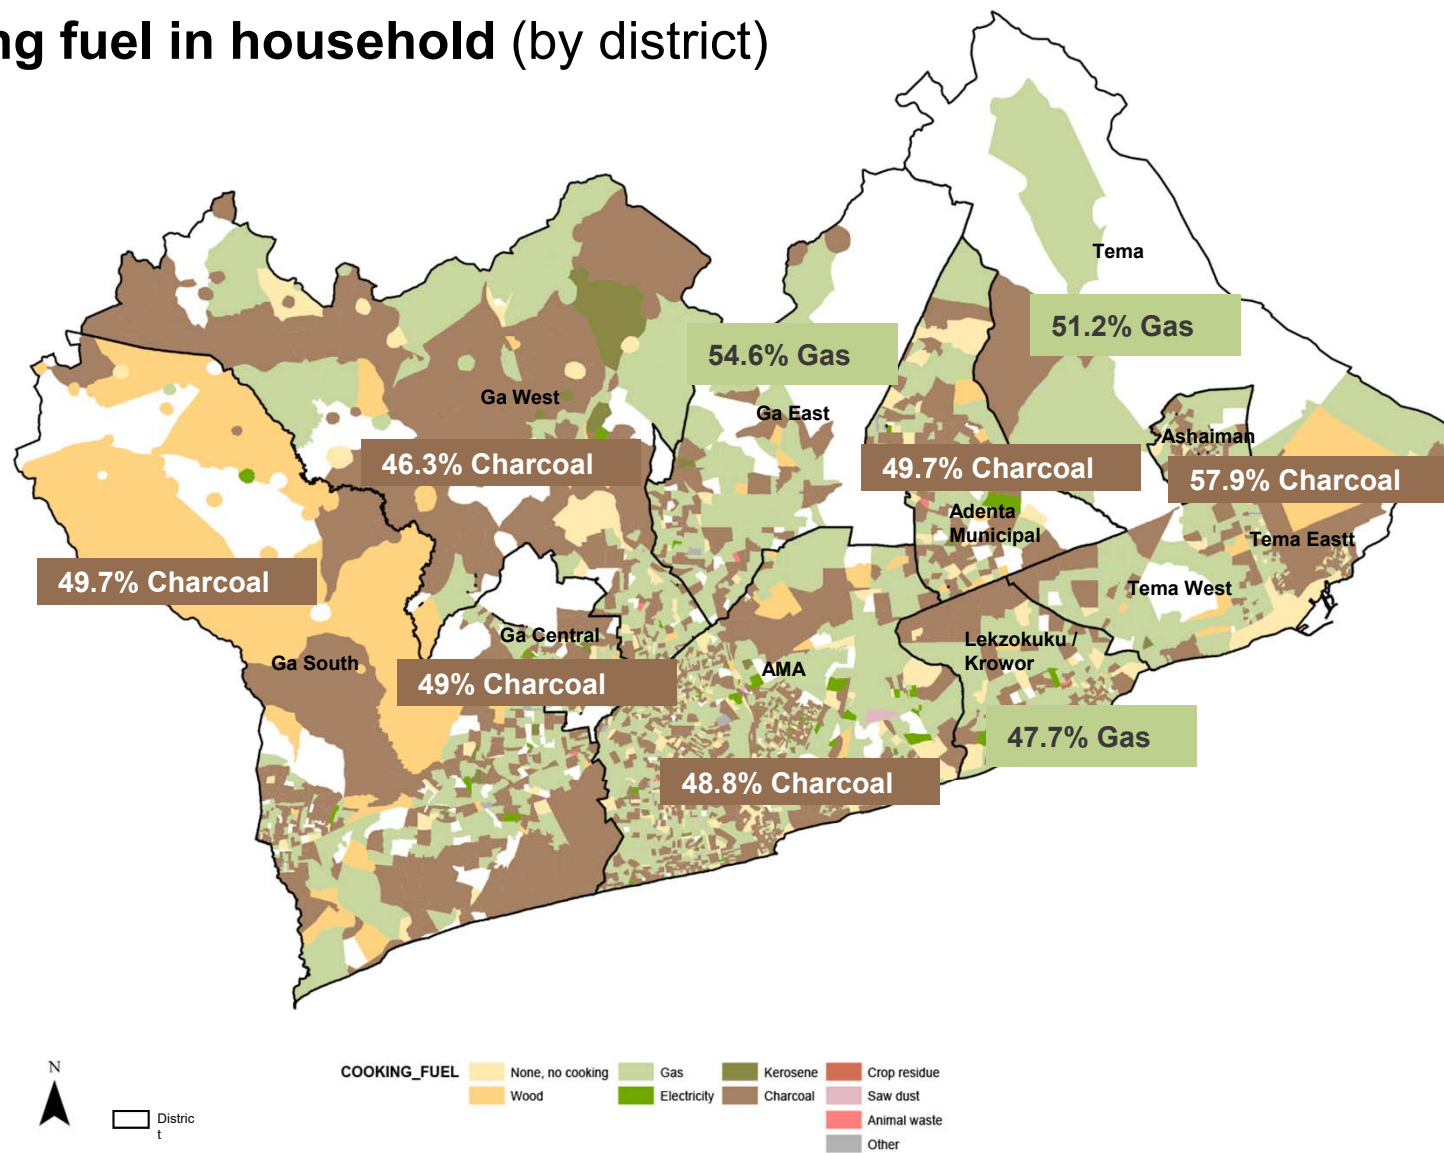 ng fuel in household (by district)
Tema
51.2% Gas
54.6% Gas
Ga West
Ga East
Ashaiman
46.3% Charcoal
49.7% Charcoal
57.9% Charcoal
Adenta
Municipal
Tema Eastt
49.7% Charcoal
Tema West
Ga Central
Lekzokuku /
Krowor
Ga South
AMA
49% Charcoal
47.7% Gas
48.8% Charcoal
N
Distric
t
COOKING_FUEL
None, no cooking
Wood
Gas
Electricity
Kerosene
Charcoal
Crop residue
Saw dust
Animal waste
Other